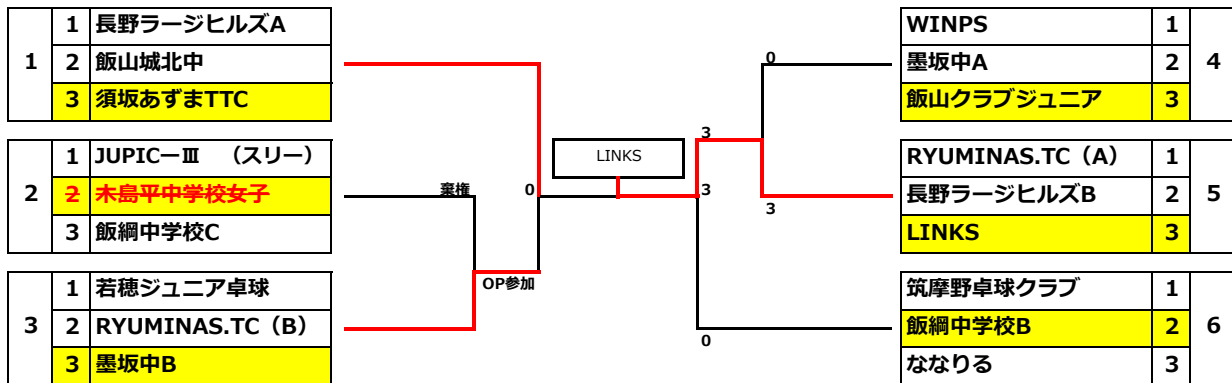 1 長野ラージヒルズA
1 2 飯山城北中
3 須坂あずまTTC
1 JUPICーⅢ （スリー）
2 2 木島平中学校女子
3 飯綱中学校C
1 若穂ジュニア卓球
3 2 RYUMINAS.TC（B）
3 墨坂中B
棄権
OP参加
0
LINKS
3
3
0
0
3
WINPS 1
墨坂中A 2 4
飯山クラブジュニア 3
RYUMINAS.TC（A） 1
長野ラージヒルズB 2 5
LINKS 3
筑摩野卓球クラブ 1
飯綱中学校B 2 6
ななりる 3